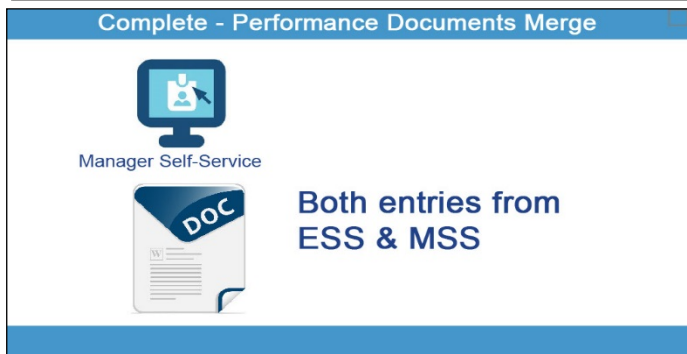 Complete - Performance Documents Merge
Manager Self-Service
DOC
W
Both entries from
ESS & MSS